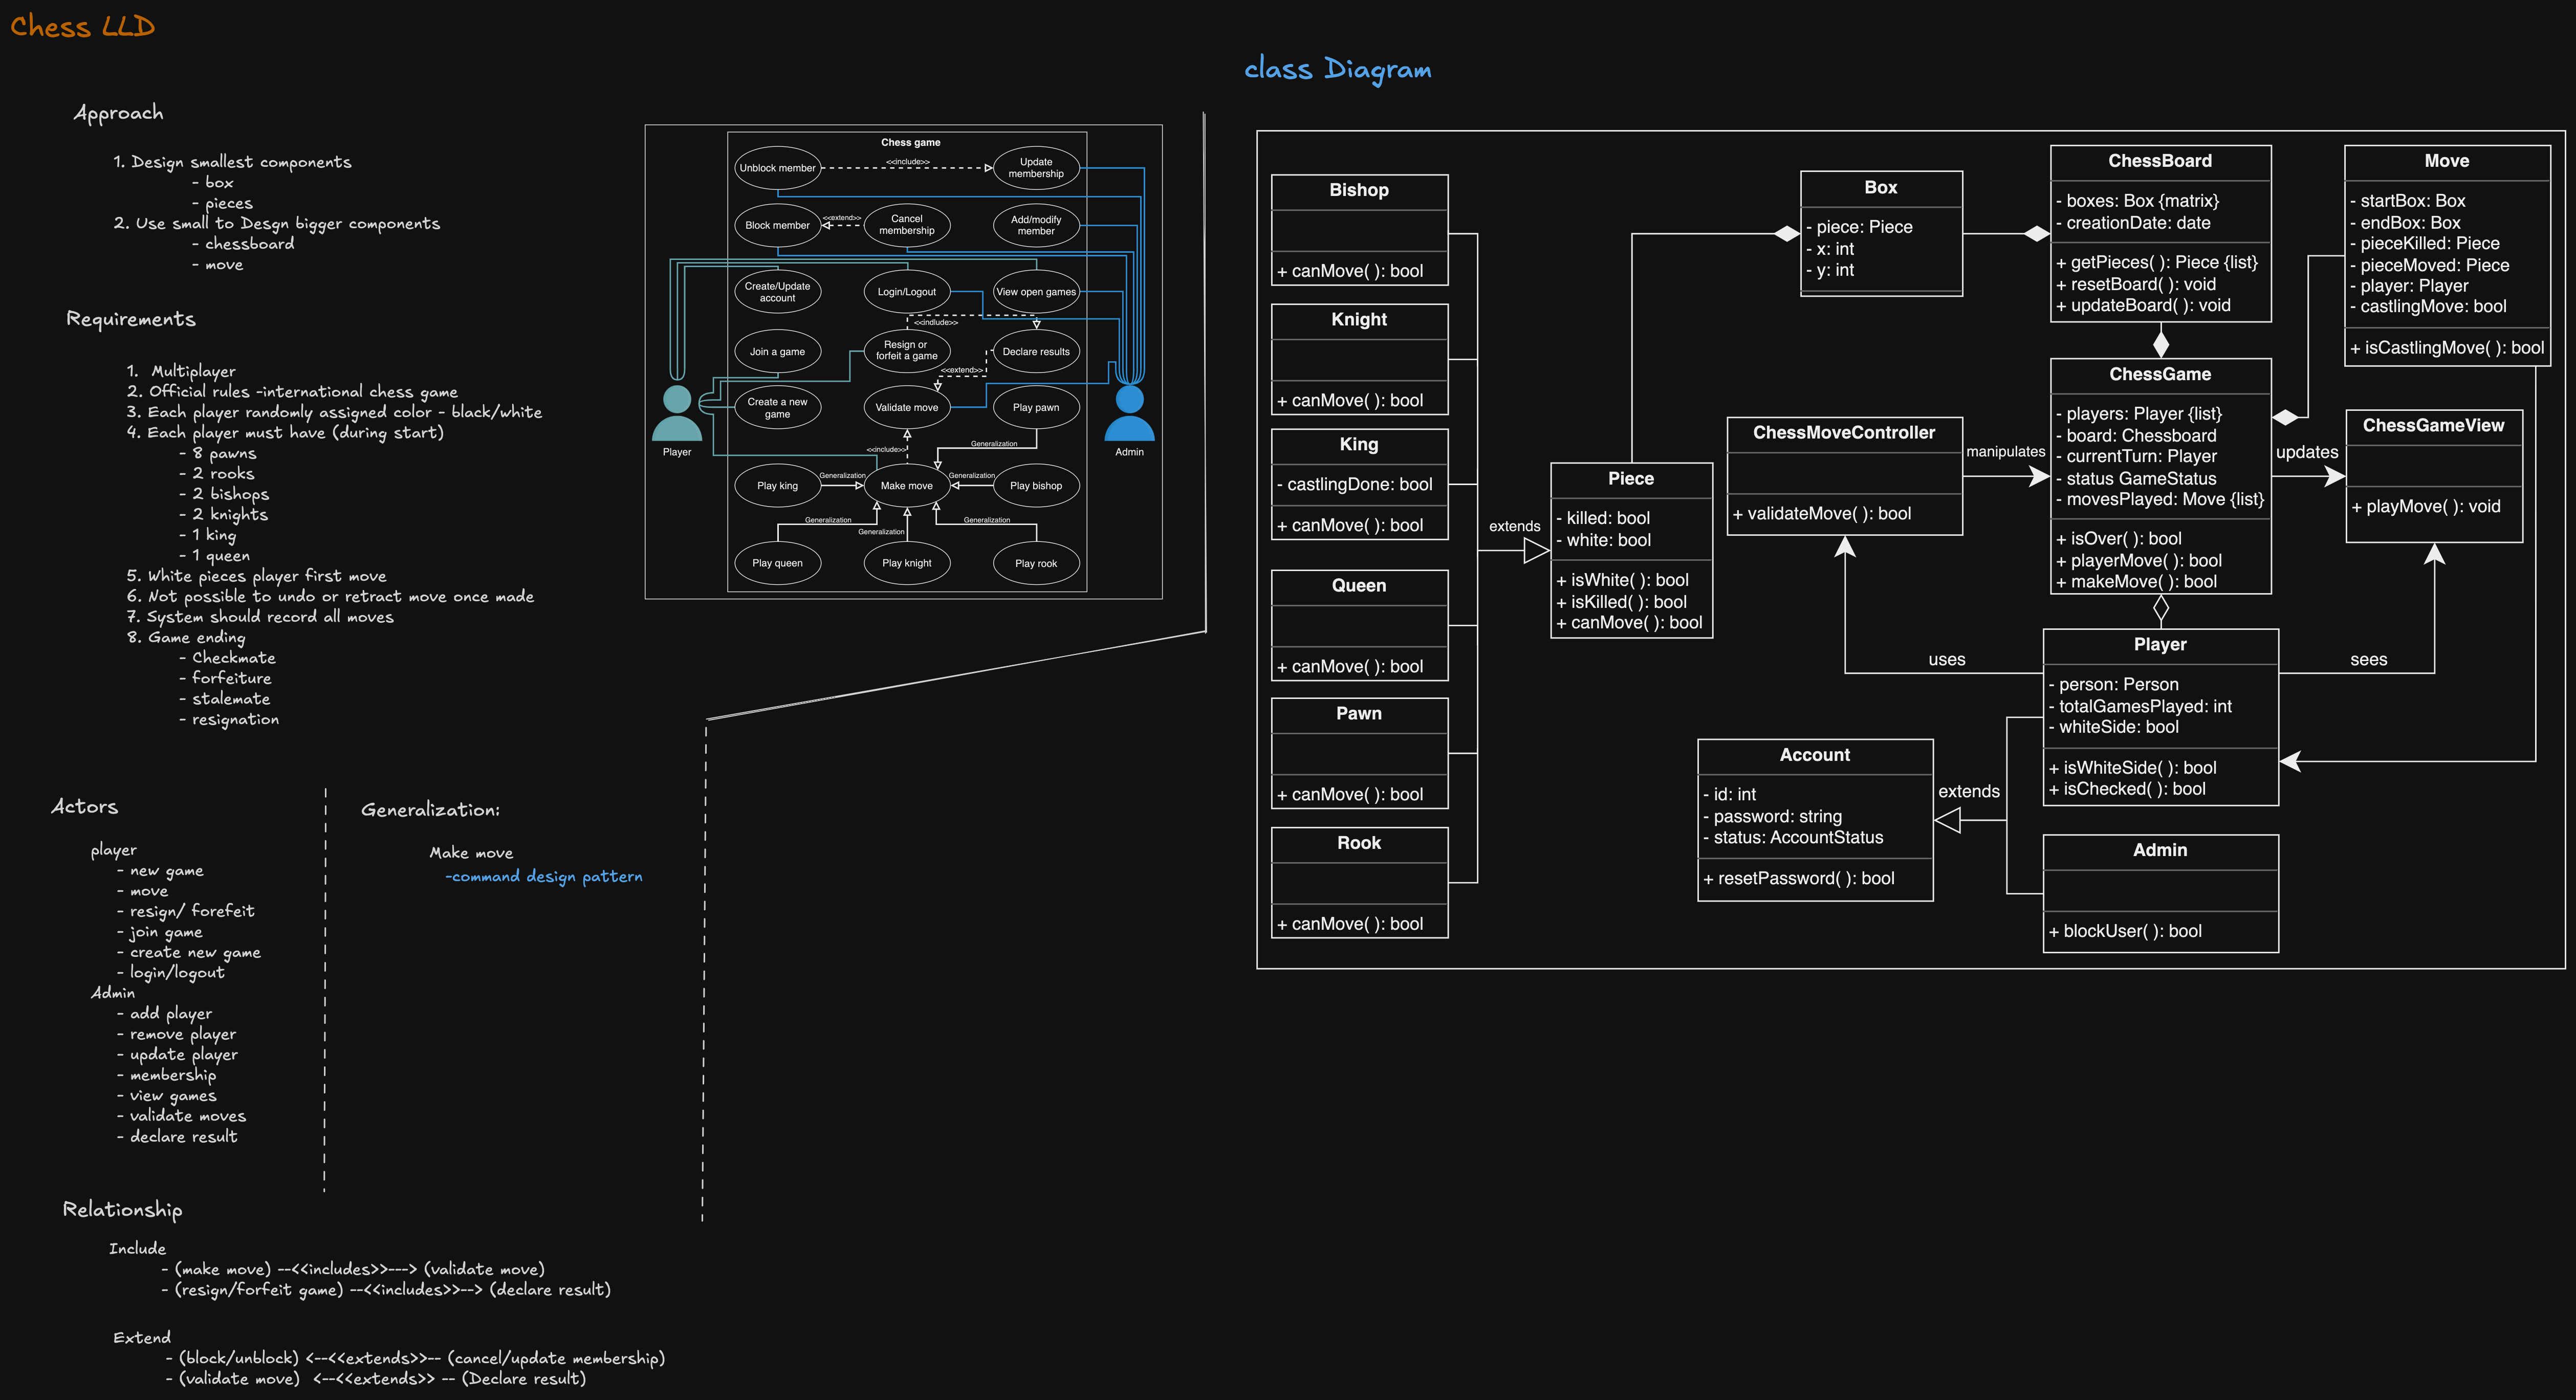 Chess LLD
Approach
1. Design smallest components
- box
- pieces
2. Use small to Desgn bigger components
- chessboard
- move
Requirements
1. Multiplayer
2. Official rules -international chess game
3. Each player randomly assigned color - black/white
4. Each player must have (during start)
- 8 pawns
- 2 rooks
- 2 bishops
- 2 knights
- 1 king
- 1 queen
5. White pieces player first move
6. Not possible to undo or retract move once made
7. System should record all moves
8. Game ending
- Checkmate
- forfeiture
- stalemate
- resignation
Actors
player
- new game
- move
- resign/ forefeit
- join game
- create new game
- login/logout
Admin
- add player
- remove player
- update player
- membership
- view games
- validate moves
- declare result
Generalization:
Make move
-command design pattern
Relationship
Include
- (make move) --<<includes>>---> (validate move)
- (resign/forfeit game) --<<includes>>--> (declare result)
Extend
- (block/unblock) <--<<extends>>-- (cancel/update membership)
- (validate move) <--<<extends>> -- (Declare result)
Chess game
Unblock member
<<include>>
Update
membership
Block member
<<extend>>
Cancel
membership
Add/modify
member
Create/Update
account
Login/Logout
View open games
<<include>>
Join a game
Resign or
forfeit a game
Declare results
<<extend>>
Create a new
game
Validate move
Play pawn
Player
Admin
<<include>>
Generalization
Play king
Generalization
Make move
Generalization
Play bishop
Generalization
Generalization
Generalization
Play queen
Play knight
Play rook
class Diagram
Bishop
+ canMove( ): bool
Knight
+ canMove( ): bool
King
- castlingDone: bool
+ canMove( ): bool
Queen
+ canMove( ): bool
Pawn
+ canMove( ): bool
Rook
+ canMove( ): bool
extends
Piece
- killed: bool
- white: bool
+ isWhite( ): bool
+ isKilled( ): bool
+ canMove( ): bool
Box
- piece: Piece
- x: int
- y: int
ChessBoard
- boxes: Box {matrix}
- creationDate: date
+ getPieces( ): Piece {list}
+ resetBoard( ): void
+ updateBoard( ): void
Move
- startBox: Box
- endBox: Box
- pieceKilled: Piece
- pieceMoved: Piece
- player: Player
- castlingMove: bool
+ isCastlingMove( ): bool
ChessMoveController
+ validateMove( ): bool
manipulates
ChessGame
- players: Player {list}
- board: Chessboard
- currentTurn: Player
- status GameStatus
- movesPlayed: Move {list}
+ isOver( ): bool
+ playerMove( ): bool
+ makeMove( ): bool
updates
ChessGameView
+ playMove( ): void
uses
Player
- person: Person
- totalGamesPlayed: int
- whiteSide: bool
+ isWhiteSide( ): bool
+ isChecked( ): bool
sees
Account
- id: int
- password: string
- status: AccountStatus
+ resetPassword( ): bool
extends
Admin
+ blockUser( ): bool